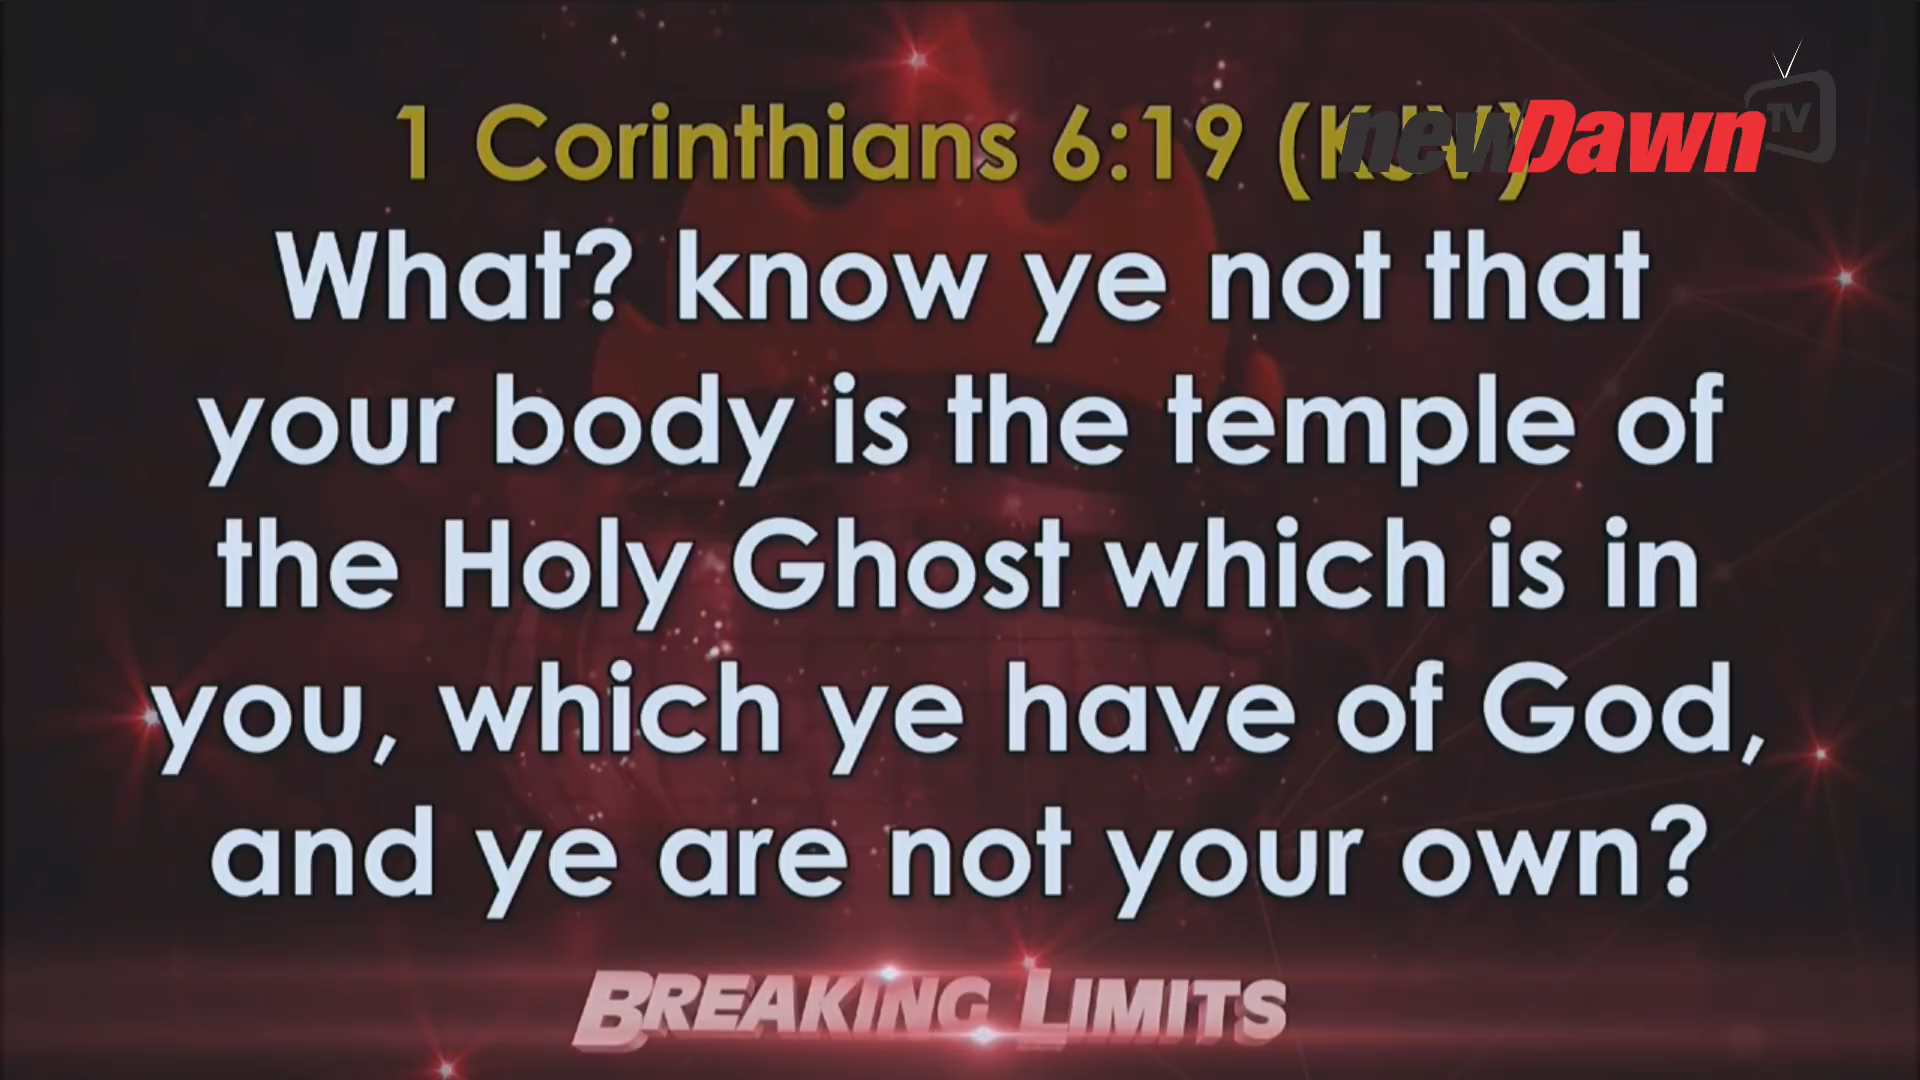 1 Corinthians 6:19 (KJV)
newDawn TV
What? know ye not that
your body is the temple of
the Holy Ghost which is in
you, which ye have of God,
and ye are not your own?
BREAKING LIMITS